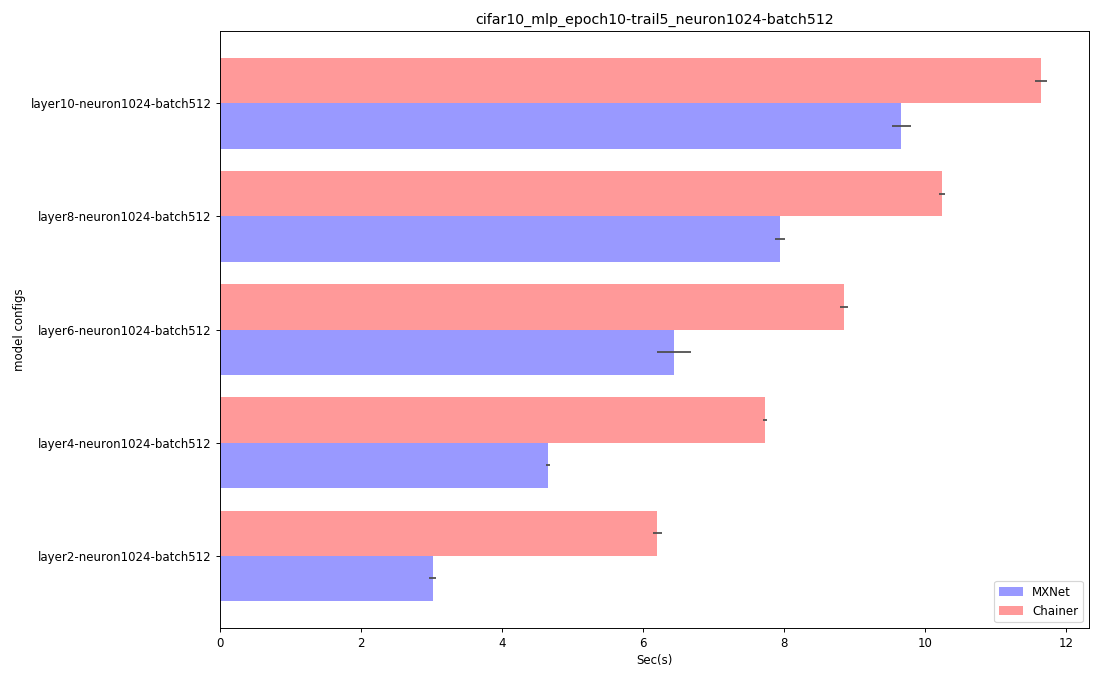 cifar10_mlp_epoch10-trail5_neuron1024-batch512
model configs
layer10-neuron1024-batch512
layer8-neuron1024-batch512
layer6-neuron1024-batch512
layer4-neuron1024-batch512
layer2-neuron1024-batch512
MXNet
Chainer
0 2 4 6 8 10 12
Sec(s)